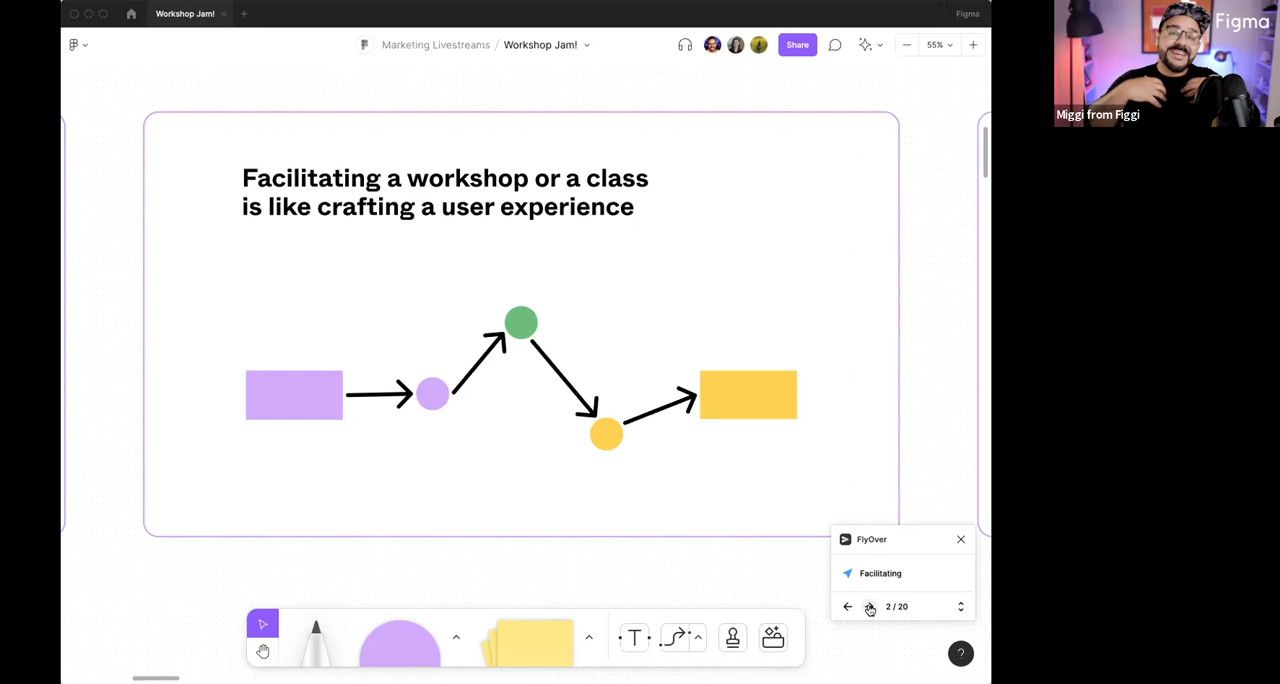 Workshop Jam!
Figma
Marketing Livestreams / Workshop Jam!
Share
55%
Figma
Miggi from Figgi
Facilitating a workshop or a class
is like crafting a user experience
FlyOver
Facilitating
2 / 20
T
?